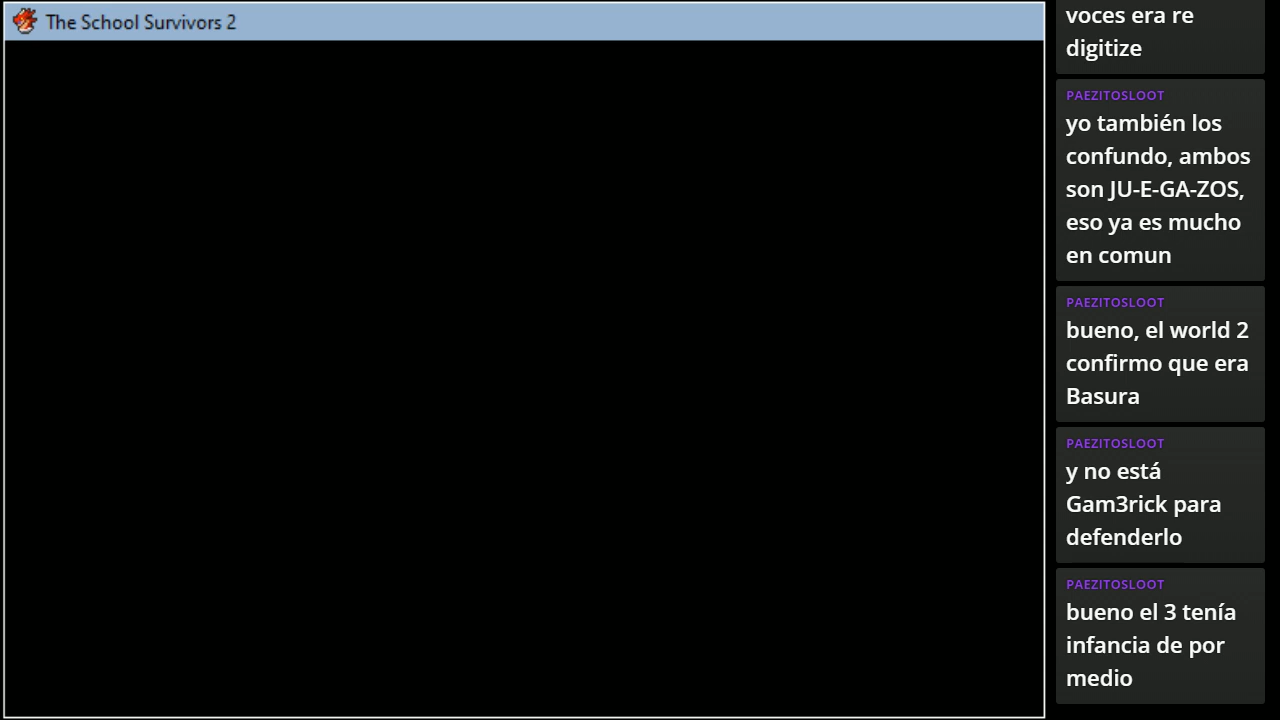 The School Survivors 2
voces era re
digitize
PAEZITOSLOOT
yo también los
confundo, ambos
son JU-E-GA-ZOS,
eso ya es mucho
en comun
PAEZITOSLOOT
bueno, el world 2
confirmo que era
Basura
PAEZITOSLOOT
y no está
Gam3rick para
defenderlo
PAEZITOSLOOT
bueno el 3 tenía
infancia de por
medio